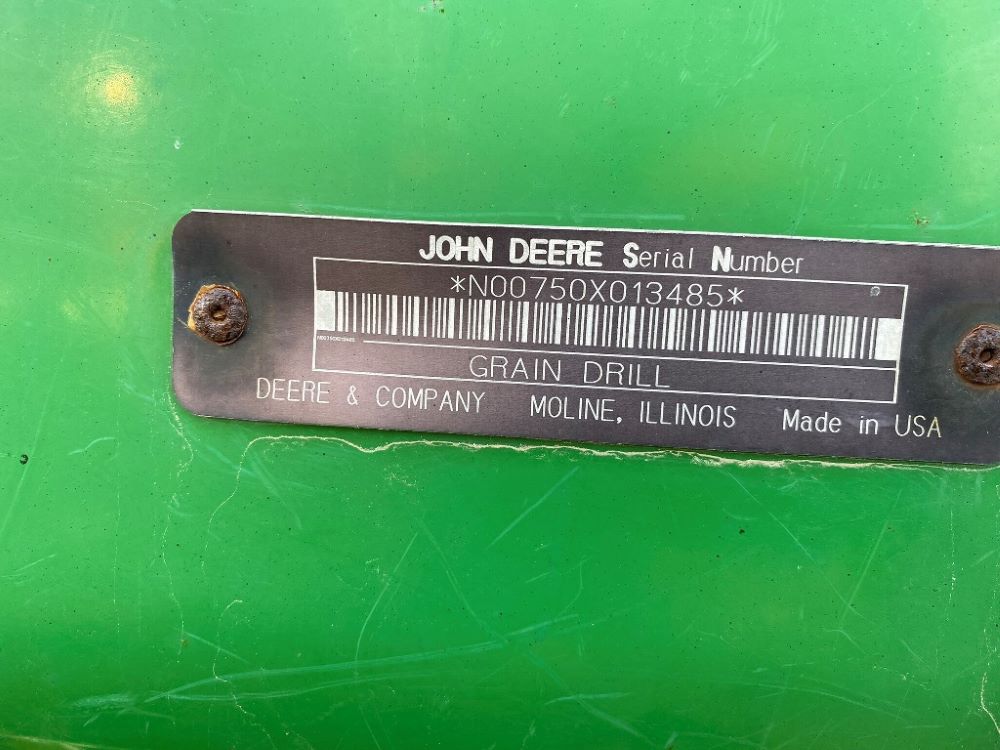 JOHN DEERE Serial Number
*N00750X013485*
GRAIN DRILL
DEERE & COMPANY MOLINE, ILLINOIS Made in USA